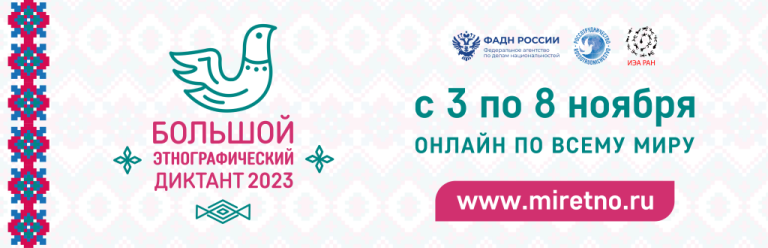 БОЛЬШОЙ
ЭТНОГРАФИЧЕСКИЙ
ДИКТАНТ 2023
ФАДН РОССИИ
Федеральное агентство
по делам национальностей
РОССОТРУДНИЧЕСТВО
ИЭА РАН
с 3 по 8 ноября
ОНЛАЙН ПО ВСЕМУ МИРУ
www.miretno.ru